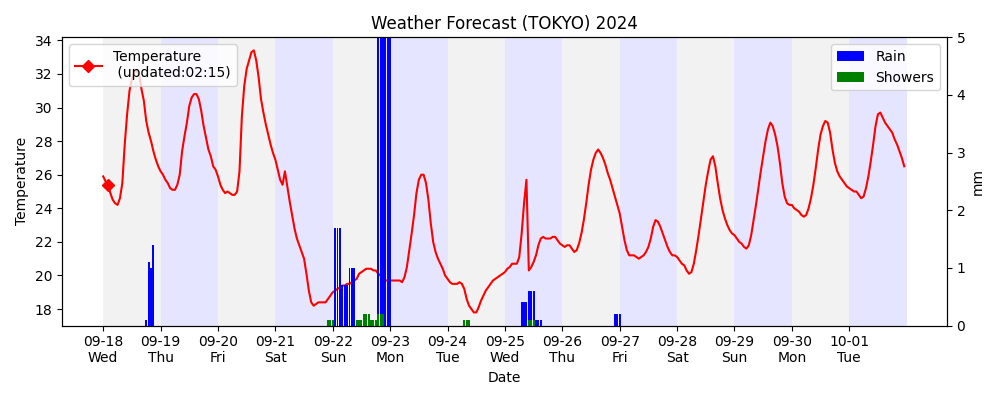 Weather Forecast (TOKYO) 2024
Temperature
(updated:02:15)
Rain
Showers
34
32
30
28
26
24
22
20
18
Temperature
5
4
3
2
1
0
mm
09-18 09-19 09-20 09-21 09-22 09-23 09-24 09-25 09-26 09-27 09-28 09-29 09-30 10-01
Wed Thu Fri Sat Sun Mon Tue Wed Thu Fri Sat Sun Mon Tue
Date